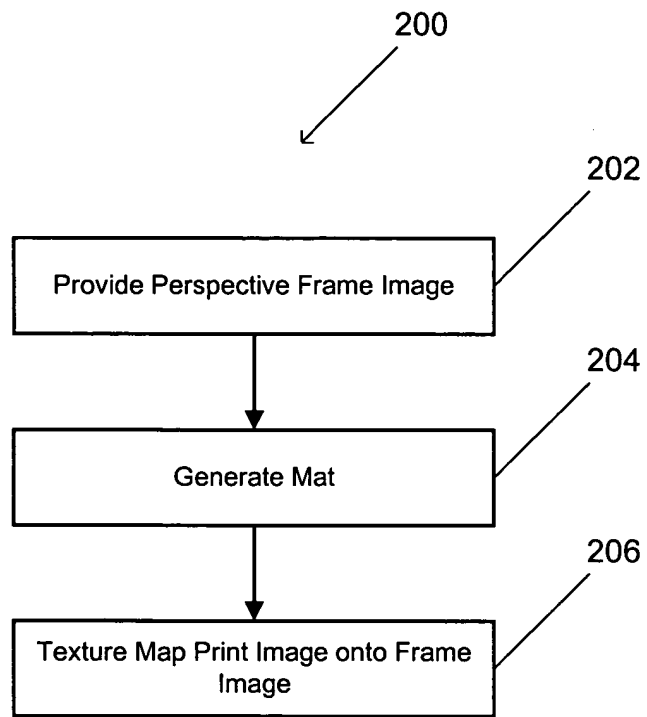 200
202
Provide Perspective Frame Image
204
Generate Mat
206
Texture Map Print Image onto Frame
Image